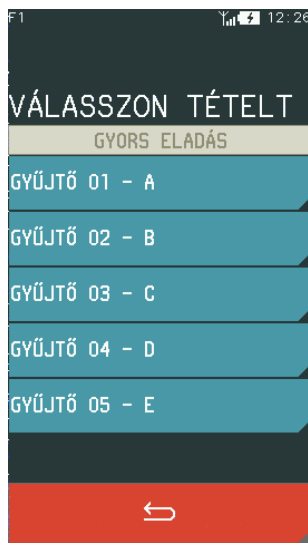 F1 12:26
VÁLASSZON TÉTELT
GYORS ELADÁS
GYŰJTŐ 01 - A
GYŰJTŐ 02 - B
GYŰJTŐ 03 - C
GYŰJTŐ 04 - D
GYŰJTŐ 05 - E